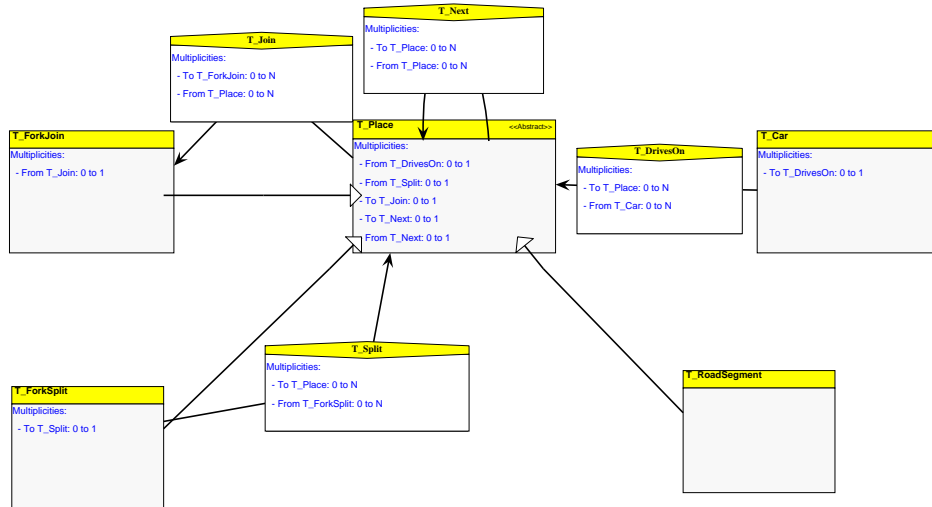 T_Next
Multiplicities:
- To T_Place: 0 to N
- From T_Place: 0 to N
T_Join
Multiplicities:
- To T_ForkJoin: 0 to N
- From T_Place: 0 to N
T_ForkJoin
Multiplicities:
- From T_Join: 0 to 1
T_Place <<Abstract>>
Multiplicities:
- From T_DrivesOn: 0 to 1
- From T_Split: 0 to 1
- To T_Join: 0 to 1
- To T_Next: 0 to 1
- From T_Next: 0 to 1
T_DrivesOn
Multiplicities:
- To T_Place: 0 to N
- From T_Car: 0 to N
T_Car
Multiplicities:
- To T_DrivesOn: 0 to 1
T_Split
Multiplicities:
- To T_Place: 0 to N
- From T_ForkSplit: 0 to N
T_ForkSplit
Multiplicities:
- To T_Split: 0 to 1
T_RoadSegment